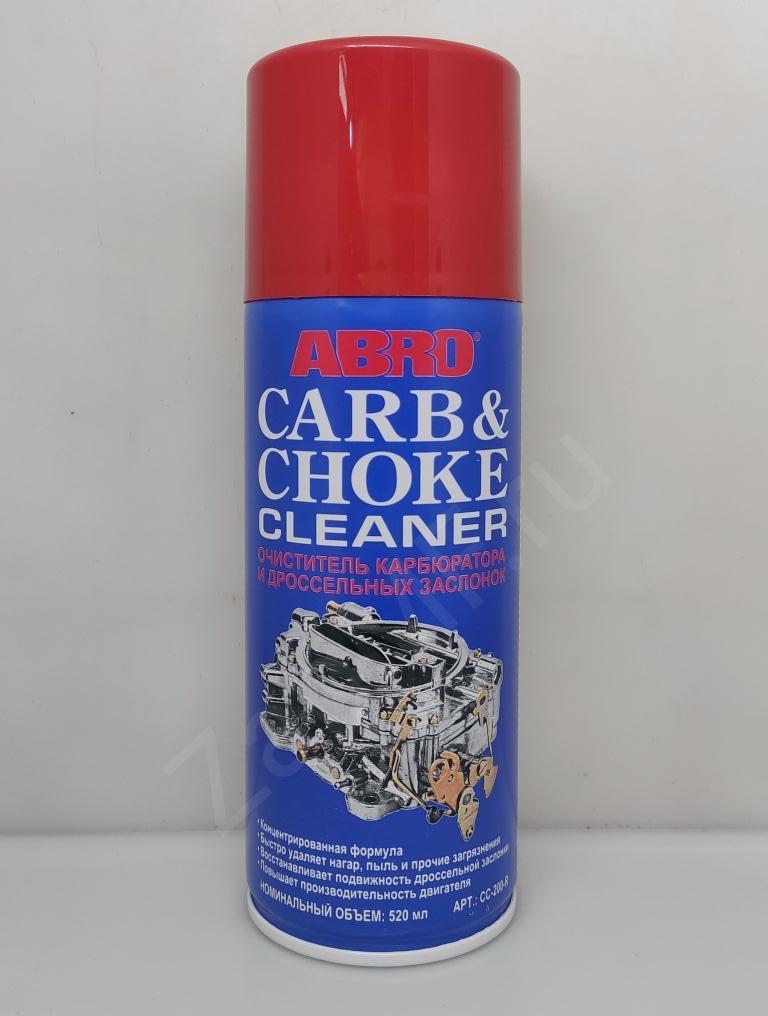 ABRO®
CARB &
CHOKE
CLEANER
ОЧИСТИТЕЛЬ КАРБЮРАТОРА
И ДРОССЕЛЬНЫХ ЗАСЛОНОК
• Концентрированная формула
• Быстро удаляет нагар, пыль и прочие загрязнения
• Восстанавливает подвижность дроссельной заслонки
• Повышает производительность двигателя
НОМИНАЛЬНЫЙ ОБЪЕМ: 520 мл АРТ.: CC-200-R